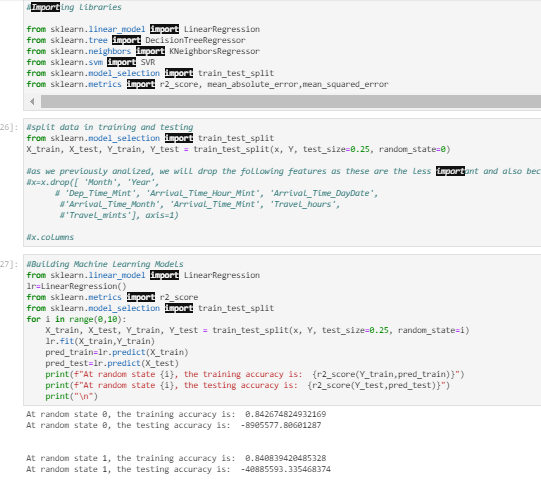 #Importing libraries
from sklearn.linear_model import LinearRegression
from sklearn.tree import DecisionTreeRegressor
from sklearn.neighbors import KNeighborsRegressor
from sklearn.svm import SVR
from sklearn.model_selection import train_test_split
from sklearn.metrics import r2_score, mean_absolute_error,mean_squared_error
26]:
#split data in training and testing
from sklearn.model_selection import train_test_split
X_train, X_test, Y_train, Y_test = train_test_split(x, Y, test_size=0.25, random_state=0)
#as we previously analized, we will drop the following features as these are the less important and also bec
#x=x.drop([ 'Month', 'Year',
# 'Dep_Time_Mint', 'Arrival_Time_Hour_Mint', 'Arrival_Time_DayDate',
#'Arrival_Time_Month', 'Arrival_Time_Mint', 'Travel_hours',
#'Travel_mints'], axis=1)
#x.columns
27]:
#Building Machine Learning Models
from sklearn.linear_model import LinearRegression
lr=LinearRegression()
from sklearn.metrics import r2_score
from sklearn.model_selection import train_test_split
for i in range(0,10):
X_train, X_test, Y_train, Y_test = train_test_split(x, Y, test_size=0.25, random_state=i)
lr.fit(X_train,Y_train)
pred_train=lr.predict(X_train)
pred_test=lr.predict(X_test)
print(f"At random state {i}, the training accuracy is:  {r2_score(Y_train,pred_train)}")
print(f"At random state {i}, the testing accuracy is:  {r2_score(Y_test,pred_test)}")
print("\n")
At random state 0, the training accuracy is:  0.842674824932169
At random state 0, the testing accuracy is:  -8905577.80601287
At random state 1, the training accuracy is:  0.840839420485328
At random state 1, the testing accuracy is:  -40885593.335468374